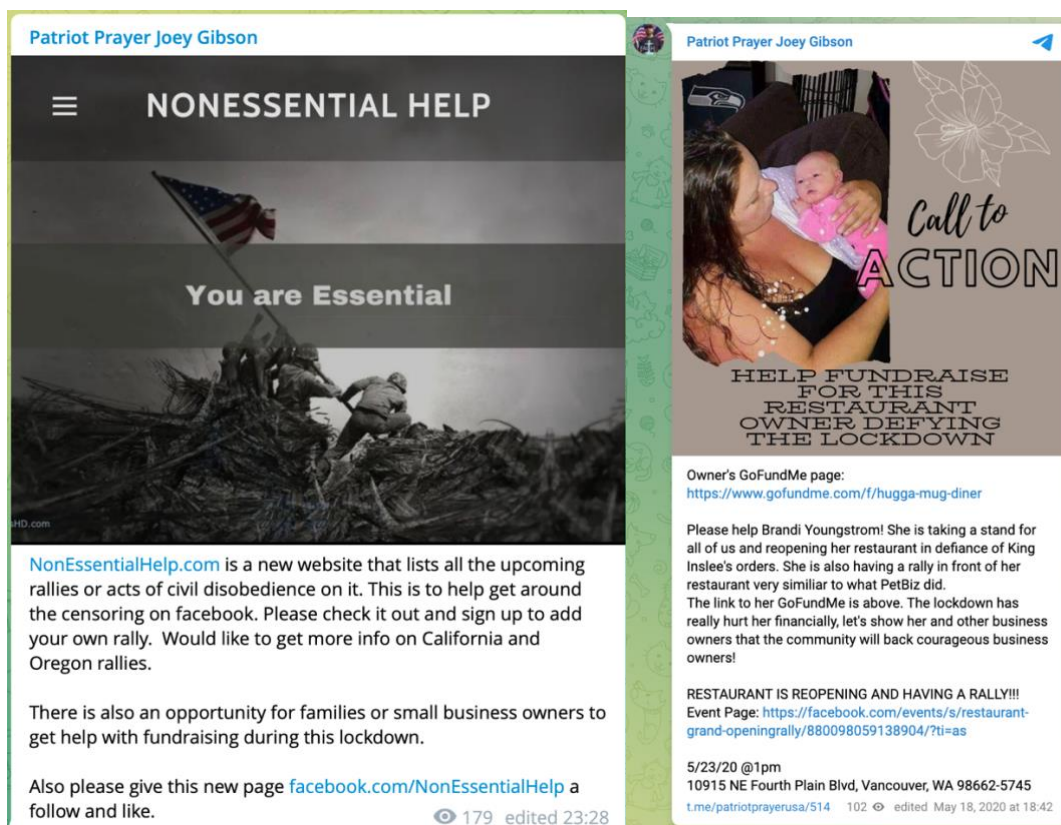 Patriot Prayer Joey Gibson
NONESSENTIAL HELP
You are Essential
HD.com
NonEssentialHelp.com is a new website that lists all the upcoming
rallies or acts of civil disobedience on it. This is to help get around
the censoring on facebook. Please check it out and sign up to add
your own rally.  Would like to get more info on California and
Oregon rallies.
There is also an opportunity for families or small business owners to
get help with fundraising during this lockdown.
Also please give this new page facebook.com/NonEssentialHelp a
follow and like.
179 edited 23:28
Patriot Prayer Joey Gibson
Call to
ACTION
HELP FUNDRAISE
FOR THIS
RESTAURANT
OWNER DEFYING
THE LOCKDOWN
Owner's GoFundMe page:
https://www.gofundme.com/f/hugga-mug-diner
Please help Brandi Youngstrom! She is taking a stand for
all of us and reopening her restaurant in defiance of King
Inslee's orders. She is also having a rally in front of her
restaurant very similiar to what PetBiz did.
The link to her GoFundMe is above. The lockdown has
really hurt her financially, let's show her and other business
owners that the community will back courageous business
owners!
RESTAURANT IS REOPENING AND HAVING A RALLY!!!
Event Page: https://facebook.com/events/s/restaurant-
grand-openingrally/880098059138904/?ti=as
5/23/20 @1pm
10915 NE Fourth Plain Blvd, Vancouver, WA 98662-5745
t.me/patriotprayerusa/514 102 edited May 18, 2020 at 18:42